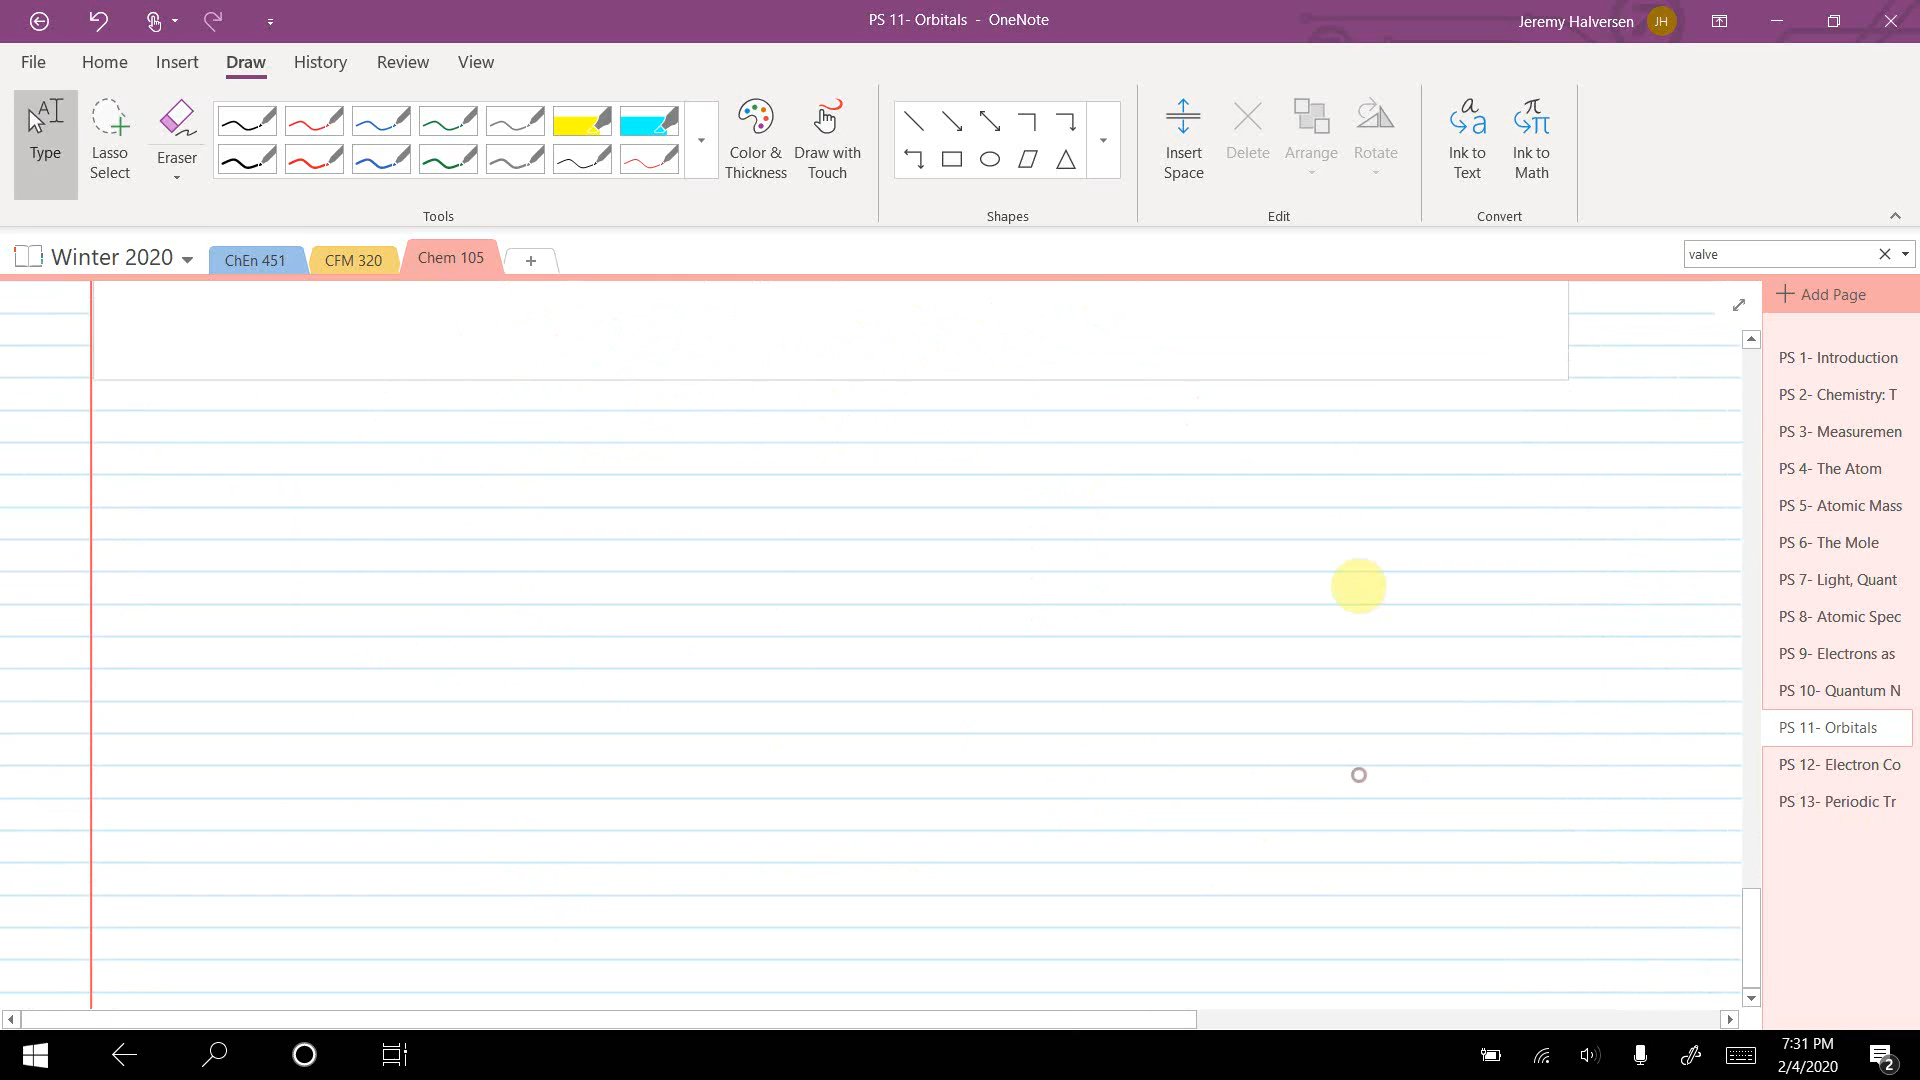 PS 11- Orbitals - OneNote
Jeremy Halversen
JH
File Home Insert Draw History Review View
Type
Lasso Select
Eraser
Color & Thickness
Draw with Touch
Insert Space
Delete
Arrange
Rotate
Ink to Text
Ink to Math
Tools
Shapes
Edit
Convert
Winter 2020
ChEn 451
CFM 320
Chem 105
valve
Add Page
PS 1- Introduction
PS 2- Chemistry: T
PS 3- Measuremen
PS 4- The Atom
PS 5- Atomic Mass
PS 6- The Mole
PS 7- Light, Quant
PS 8- Atomic Spec
PS 9- Electrons as
PS 10- Quantum N
PS 11- Orbitals
PS 12- Electron Co
PS 13- Periodic Tr
7:31 PM
2/4/2020
2